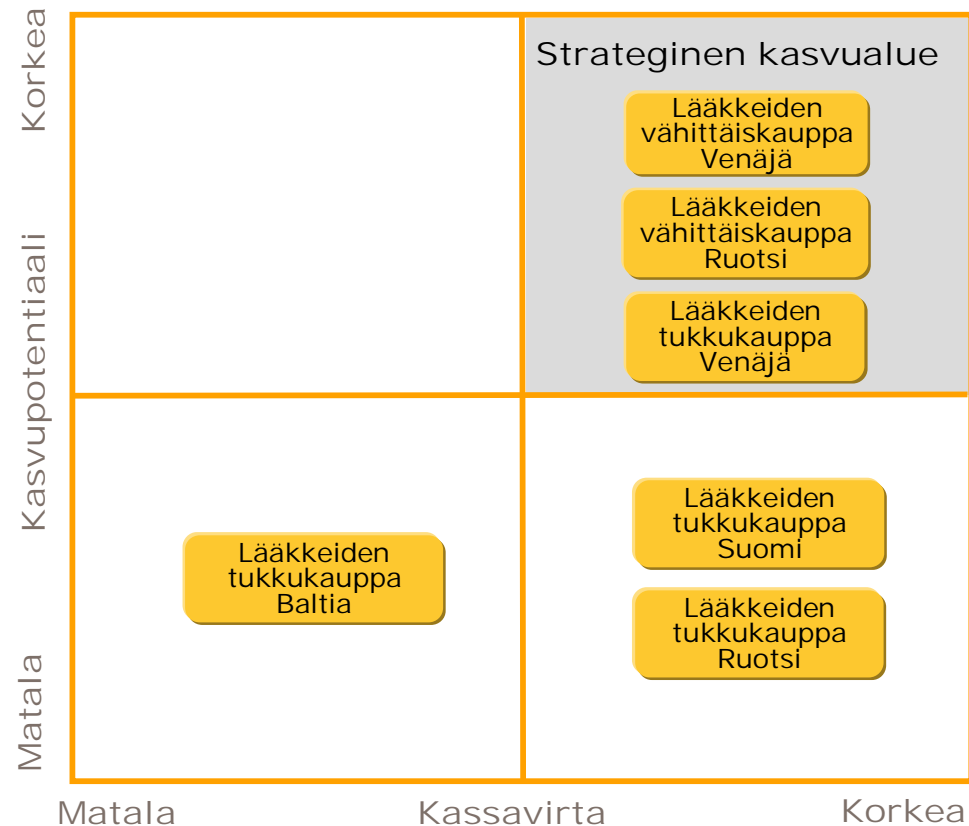 Korkea
Kasvupotentiaali
Matala
Strateginen kasvualue
Lääkkeiden
vähittäiskauppa
Venäjä
Lääkkeiden
vähittäiskauppa
Ruotsi
Lääkkeiden
tukkukauppa
Venäjä
Lääkkeiden
tukkukauppa
Baltia
Lääkkeiden
tukkukauppa
Suomi
Lääkkeiden
tukkukauppa
Ruotsi
Matala
Kassavirta
Korkea